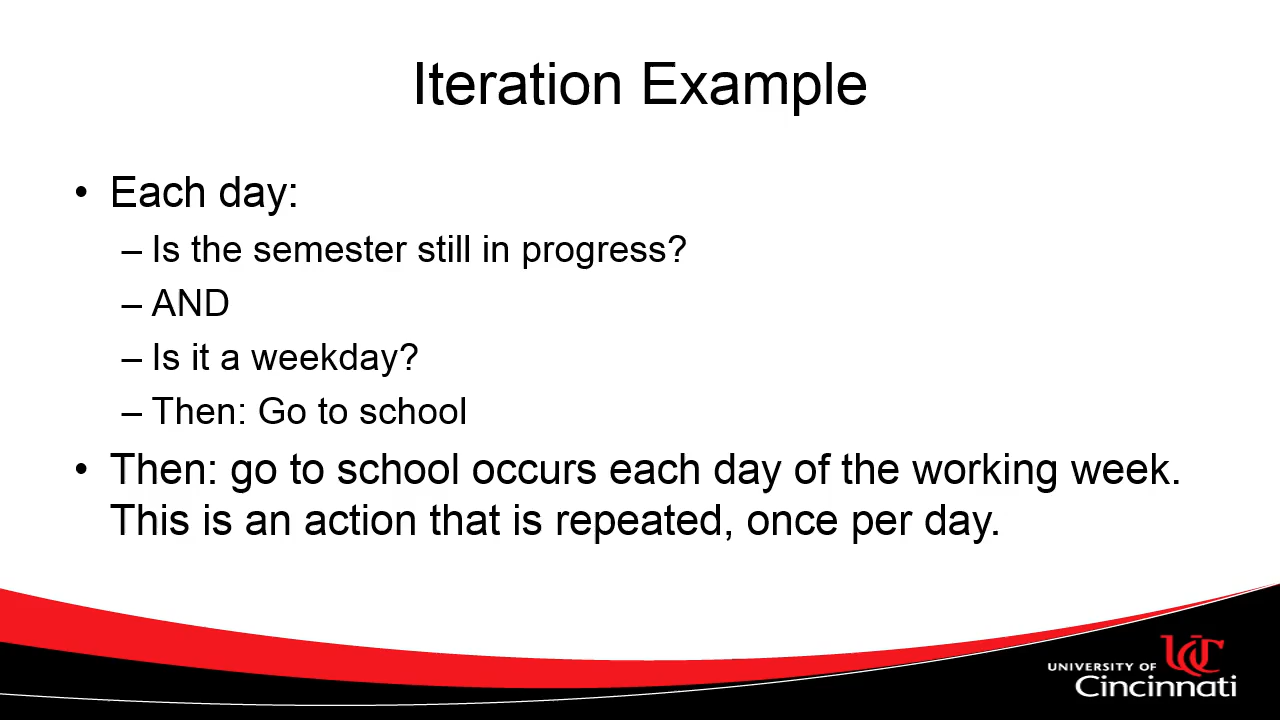 Iteration Example
• Each day:
– Is the semester still in progress?
– AND
– Is it a weekday?
– Then: Go to school
• Then: go to school occurs each day of the working week.
This is an action that is repeated, once per day.
UC
UNIVERSITY OF
Cincinnati